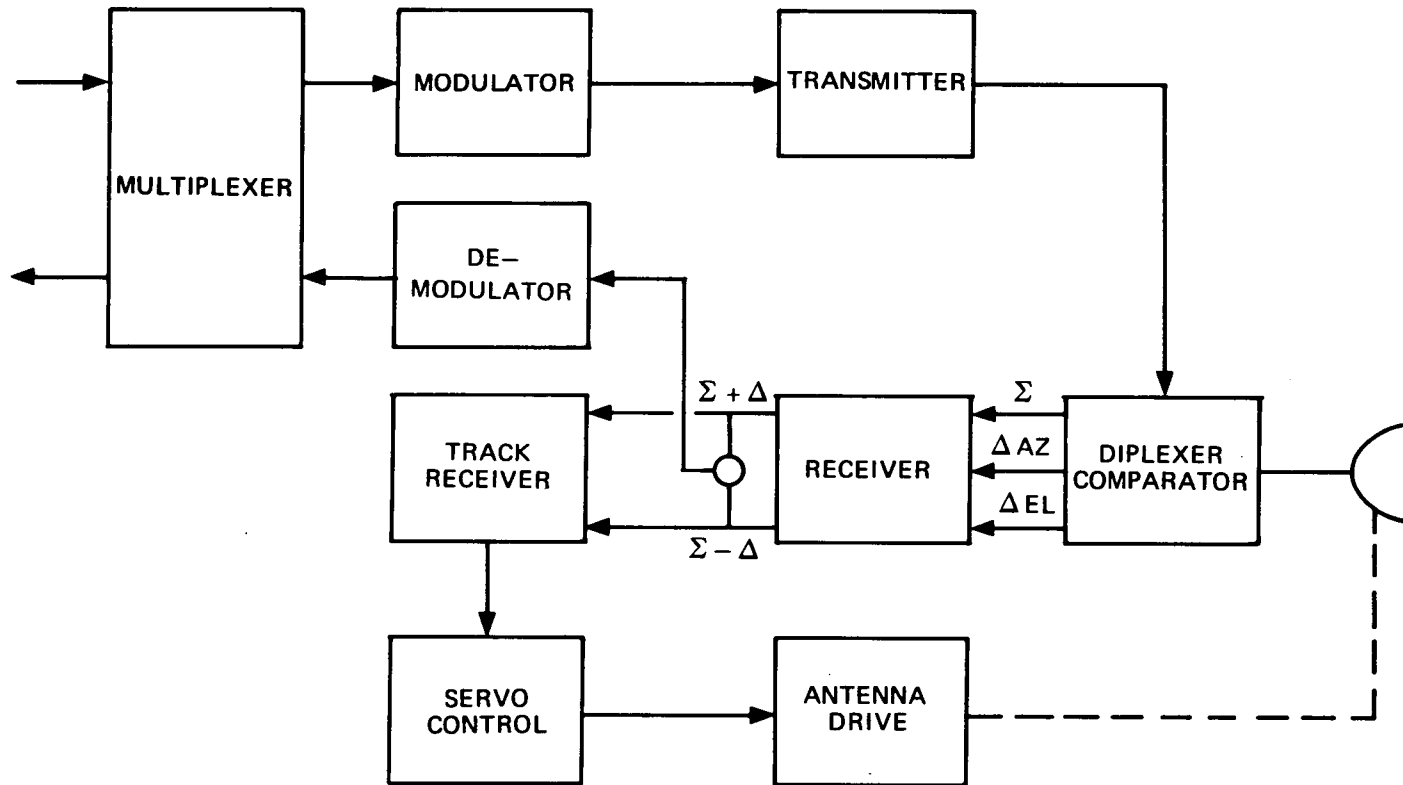 MODULATOR
TRANSMITTER
MULTIPLEXER
DE–
MODULATOR
Σ + Δ
Σ
Δ AZ
Δ EL
Σ – Δ
TRACK
RECEIVER
RECEIVER
DIPLEXER
COMPARATOR
SERVO
CONTROL
ANTENNA
DRIVE